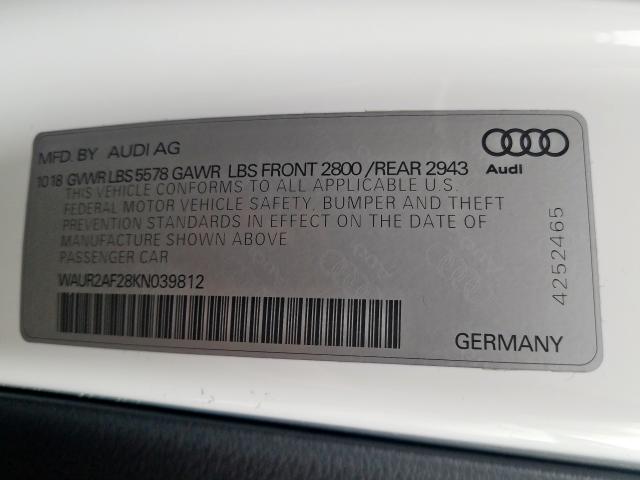 MFD. BY AUDI AG
10 18 GVWR LBS 5578 GAWR LBS FRONT 2800 / REAR 2943
THIS VEHICLE CONFORMS TO ALL APPLICABLE U.S.
FEDERAL MOTOR VEHICLE SAFETY, BUMPER AND THEFT
PREVENTION STANDARDS IN EFFECT ON THE DATE OF
MANUFACTURE SHOWN ABOVE
PASSENGER CAR
WAUR2AF28KN039812
Audi
4252465
GERMANY